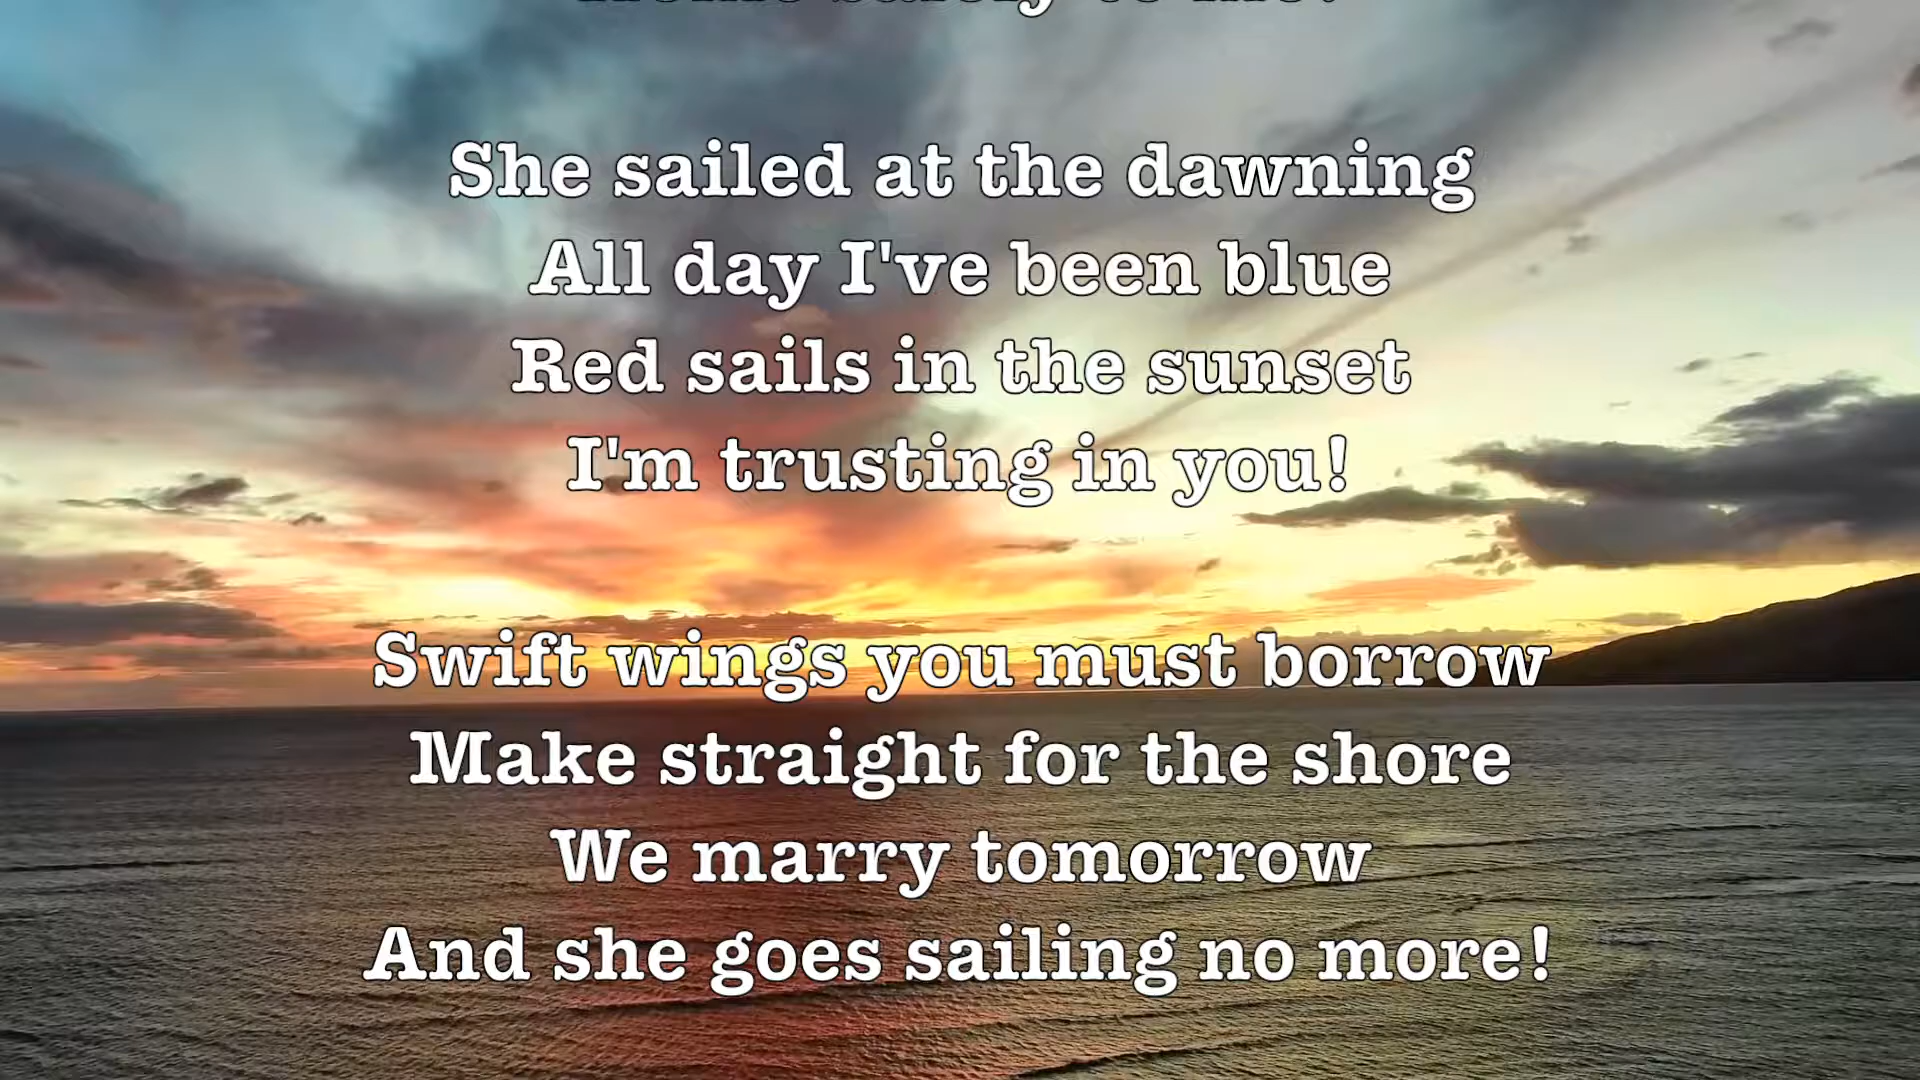 She sailed at the dawning
All day I've been blue
Red sails in the sunset
I'm trusting in you!
Swift wings you must borrow
Make straight for the shore
We marry tomorrow
And she goes sailing no more!